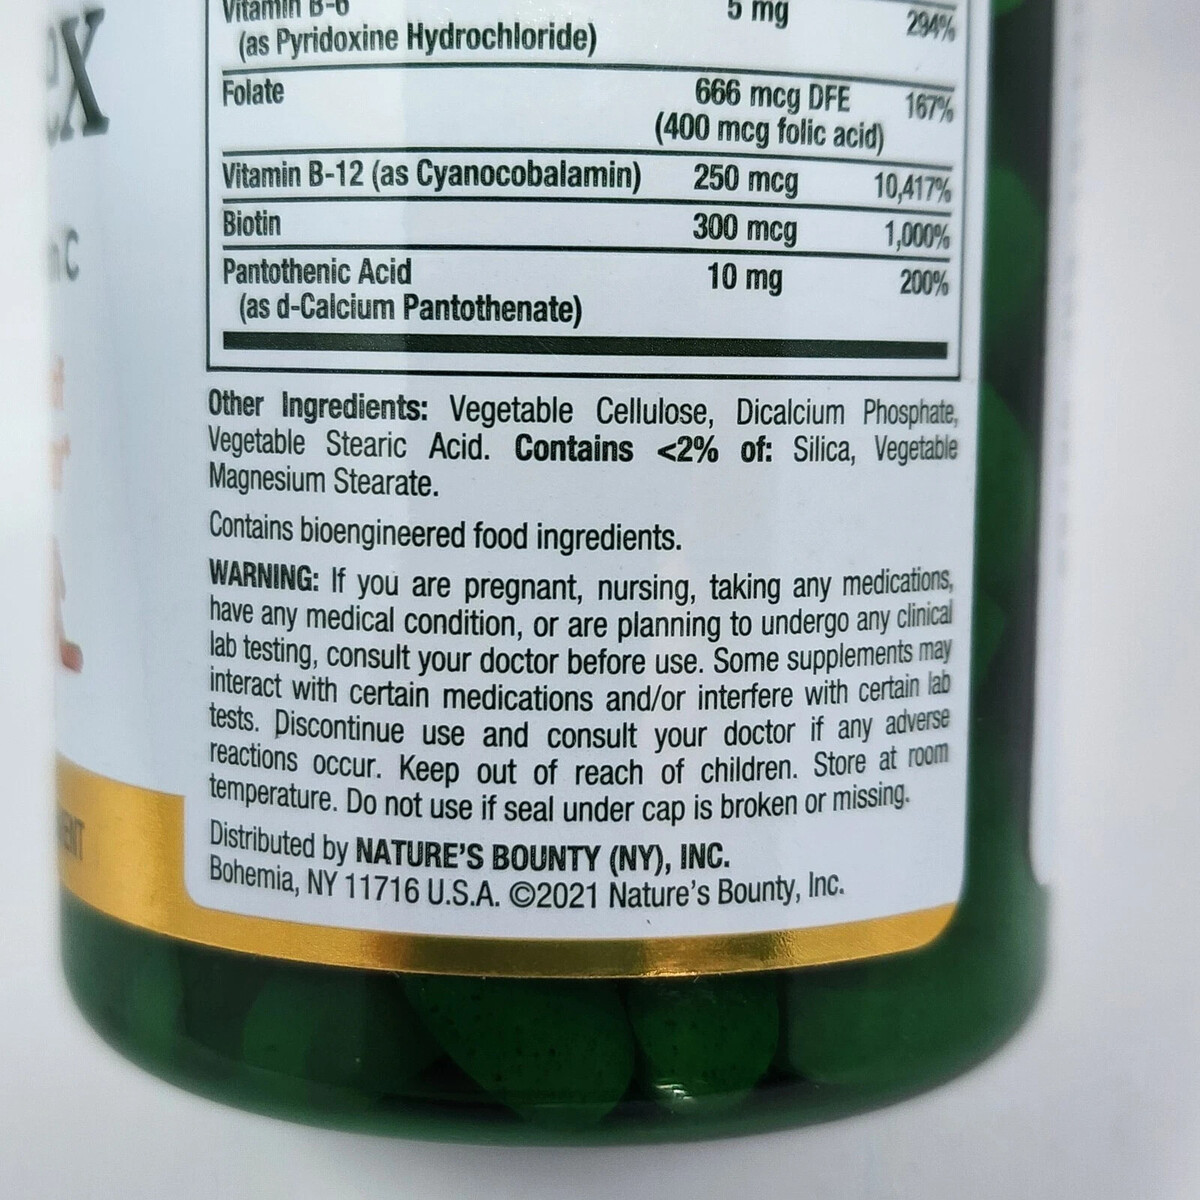 Vitamin B-6 5 mg 294%
(as Pyridoxine Hydrochloride)
Folate 666 mcg DFE 167%
(400 mcg folic acid)
Vitamin B-12 (as Cyanocobalamin) 250 mcg 10,417%
Biotin 300 mcg 1,000%
Pantothenic Acid 10 mg 200%
(as d-Calcium Pantothenate)
Other Ingredients: Vegetable Cellulose, Dicalcium Phosphate,
Vegetable Stearic Acid. Contains <2% of: Silica, Vegetable
Magnesium Stearate.
Contains bioengineered food ingredients.
WARNING: If you are pregnant, nursing, taking any medications,
have any medical condition, or are planning to undergo any clinical
lab testing, consult your doctor before use. Some supplements may
interact with certain medications and/or interfere with certain lab
tests. Discontinue use and consult your doctor if any adverse
reactions occur. Keep out of reach of children. Store at room
temperature. Do not use if seal under cap is broken or missing.
Distributed by NATURE'S BOUNTY (NY), INC.
Bohemia, NY 11716 U.S.A. ©2021 Nature's Bounty, Inc.